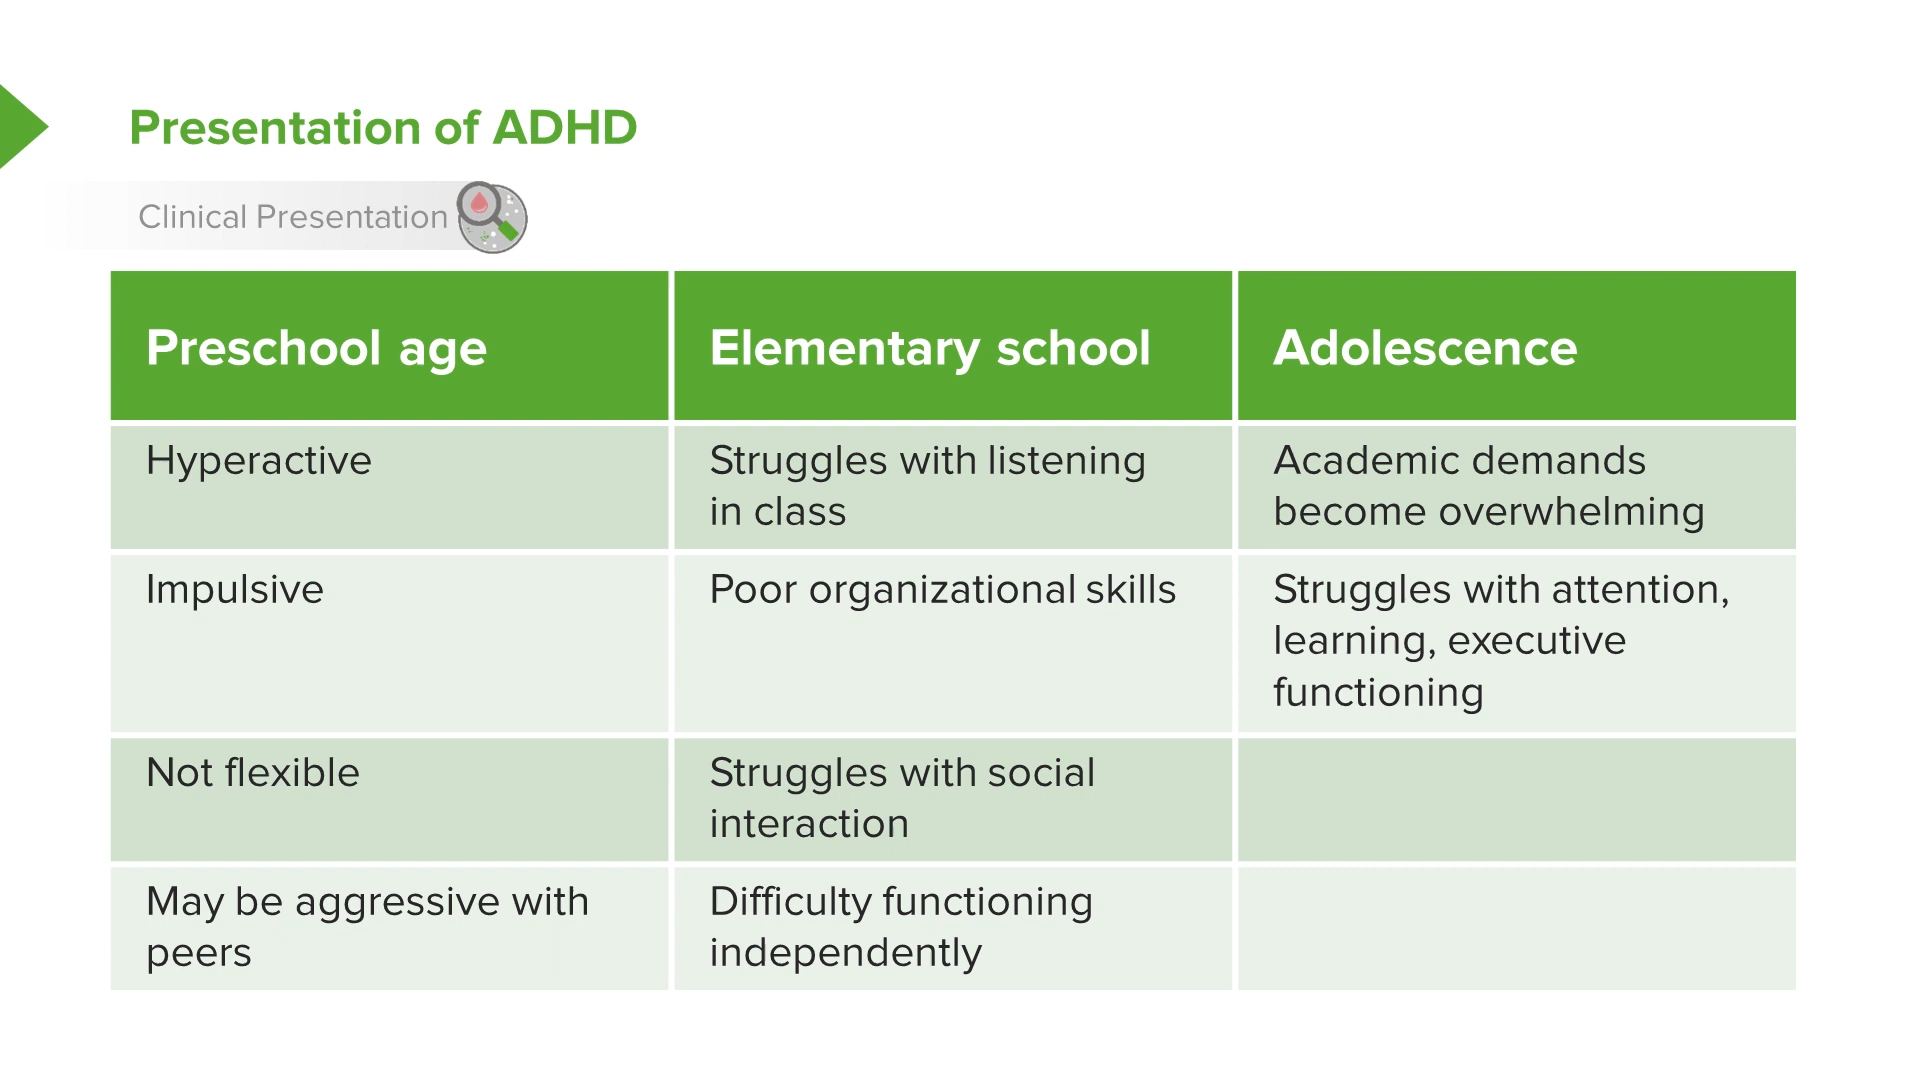 Presentation of ADHD
Clinical Presentation
Preschool age
Elementary school
Adolescence
Hyperactive
Struggles with listening
in class
Academic demands
become overwhelming
Impulsive
Poor organizational skills
Struggles with attention,
learning, executive
functioning
Not flexible
Struggles with social
interaction
May be aggressive with
peers
Difficulty functioning
independently